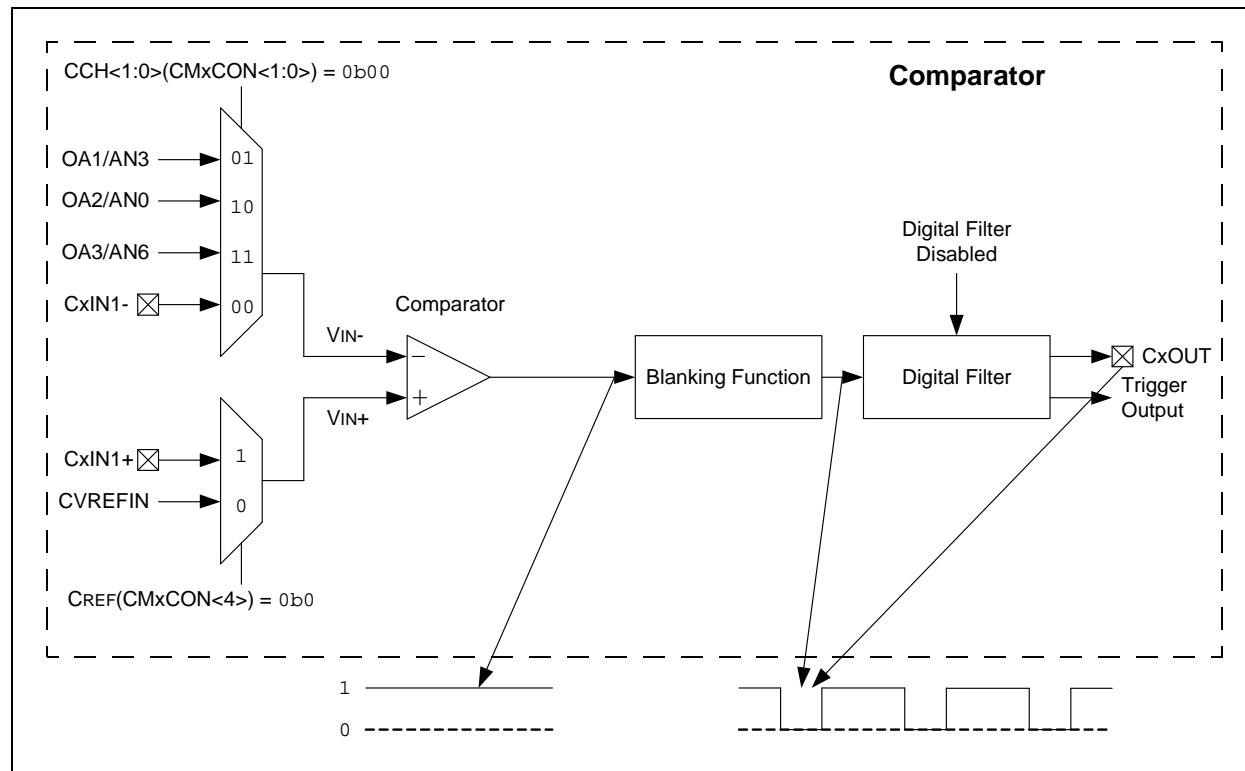 CCH<1:0>(CMxCON<1:0>) = 0b00
Comparator
OA1/AN3
01
OA2/AN0
10
OA3/AN6
11
CxIN1-
00
Digital Filter
Disabled
Comparator
VIN-
−
+
VIN+
Blanking Function
Digital Filter
CxOUT
Trigger
Output
CxIN1+
1
CVREFIN
0
CREF(CMxCON<4>) = 0b0
1
0